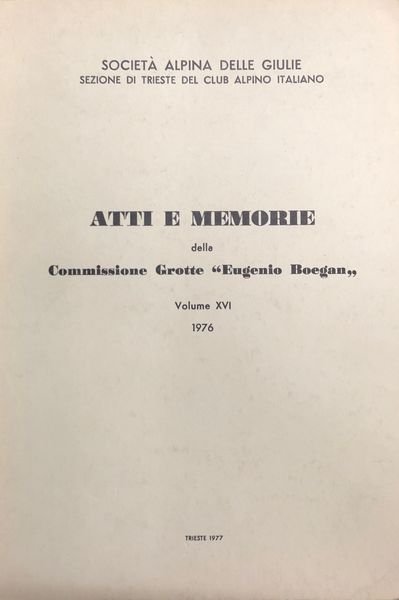 SOCIETÀ ALPINA DELLE GIULIE
SEZIONE DI TRIESTE DEL CLUB ALPINO ITALIANO
ATTI E MEMORIE
della
Commissione Grotte “Eugenio Boegan„
Volume XVI
1976
TRIESTE 1977